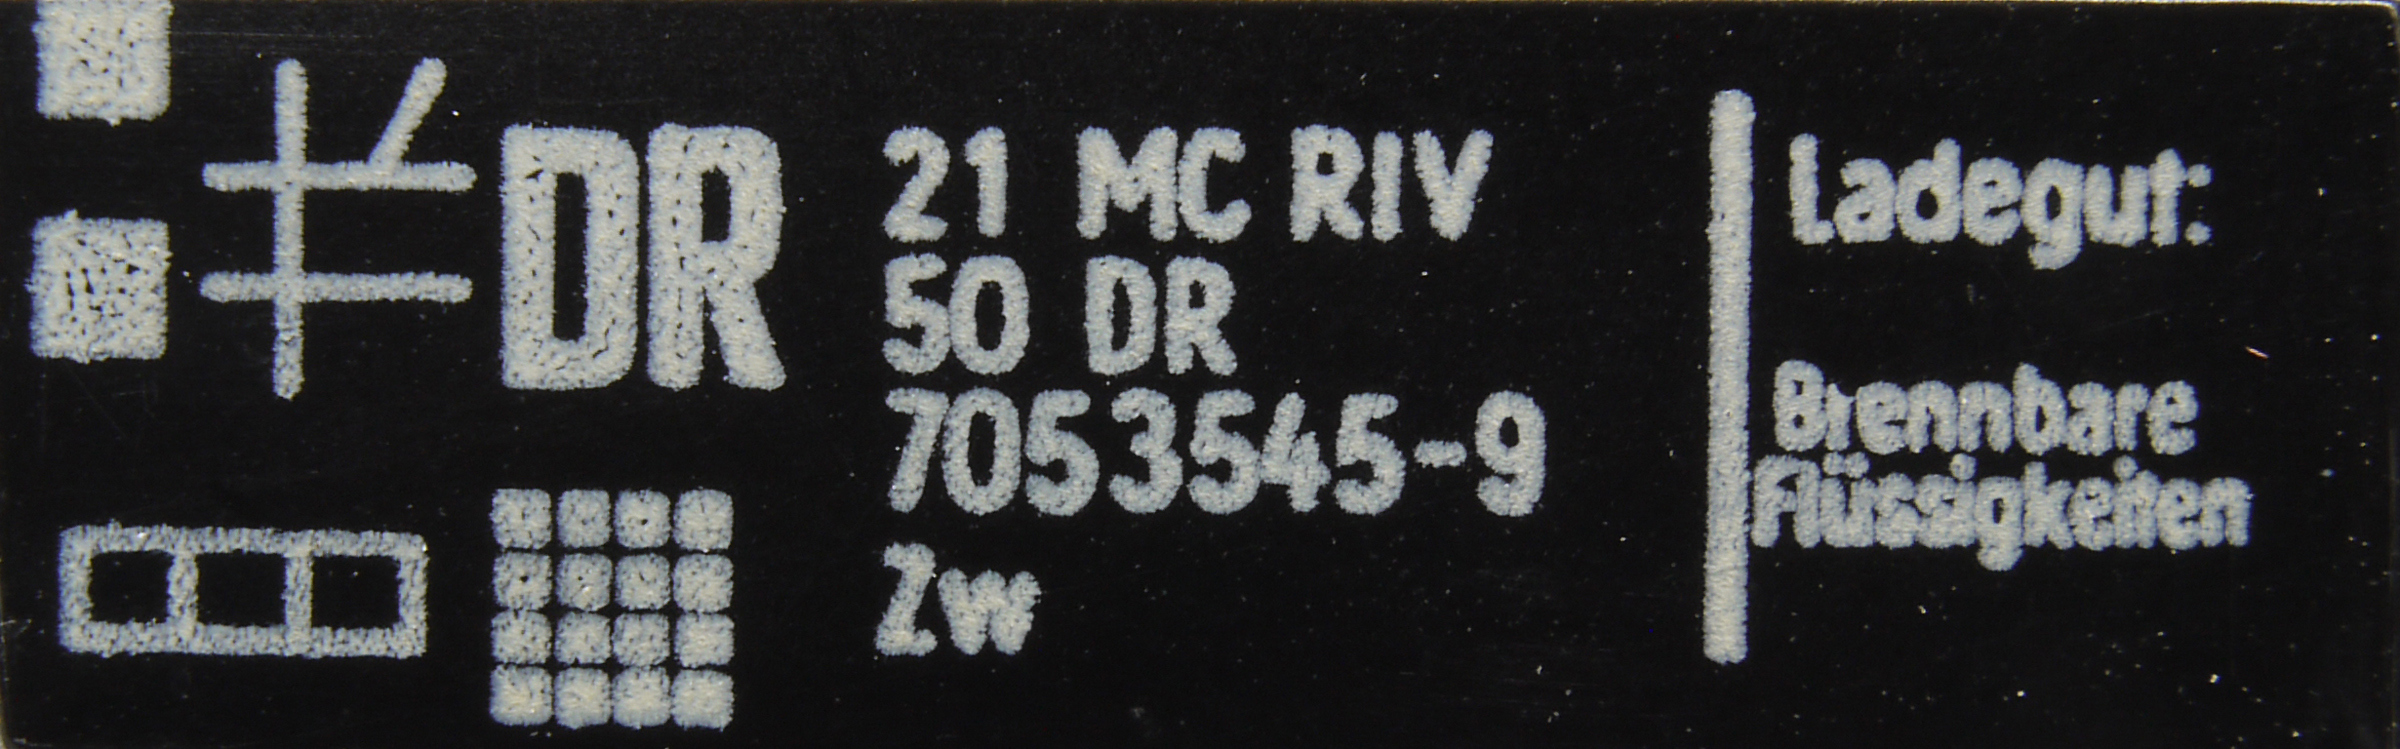 DR
21 MC RIV
50 DR
7053545-9
Zw
Ladegut:
Brennbare
Flüssigkeiten